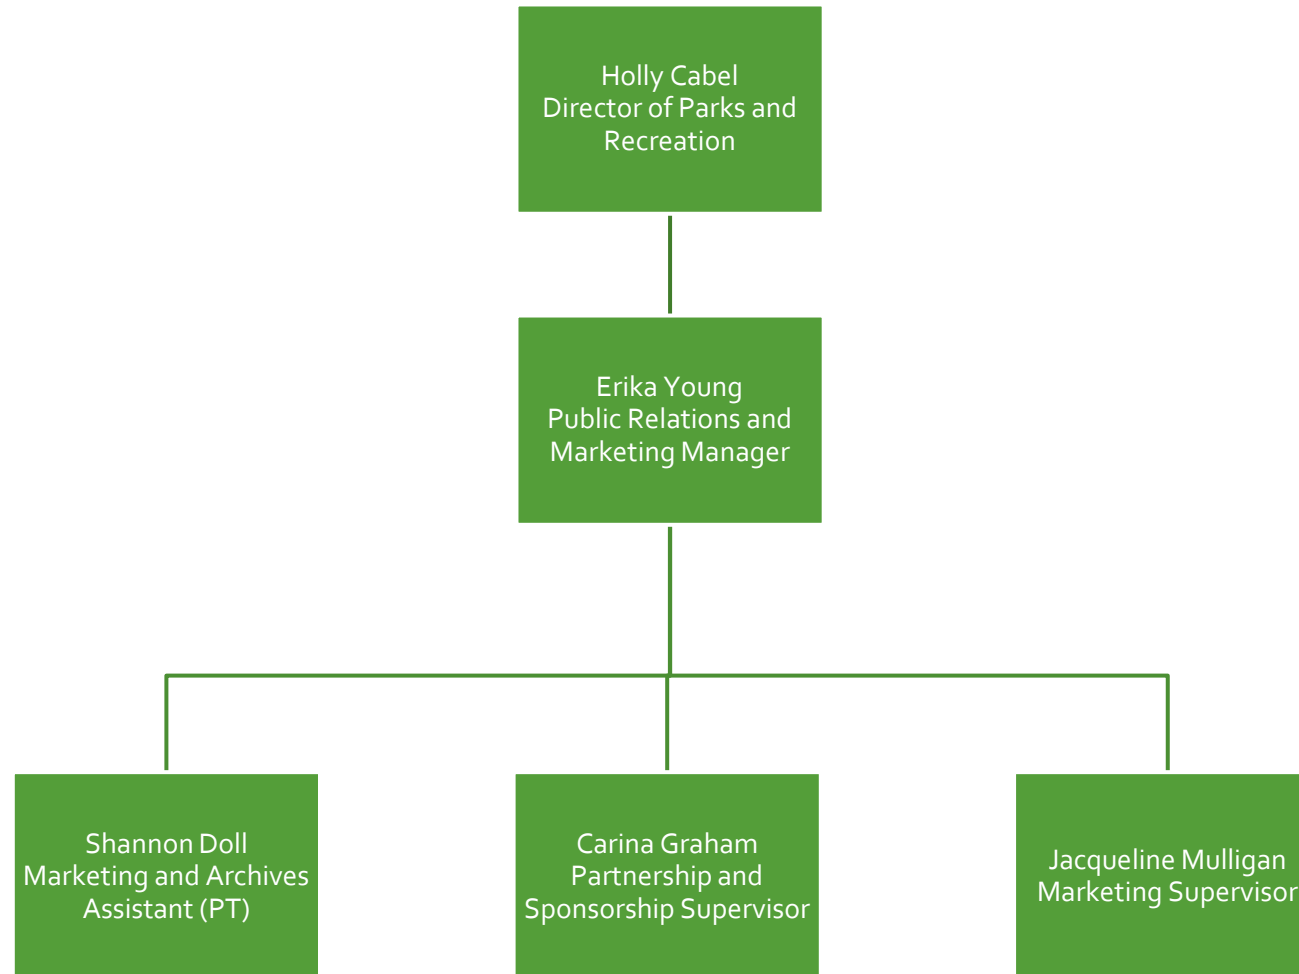 Holly Cabel
Director of Parks and
Recreation
Erika Young
Public Relations and
Marketing Manager
Shannon Doll
Marketing and Archives
Assistant (PT)
Carina Graham
Partnership and
Sponsorship Supervisor
Jacqueline Mulligan
Marketing Supervisor